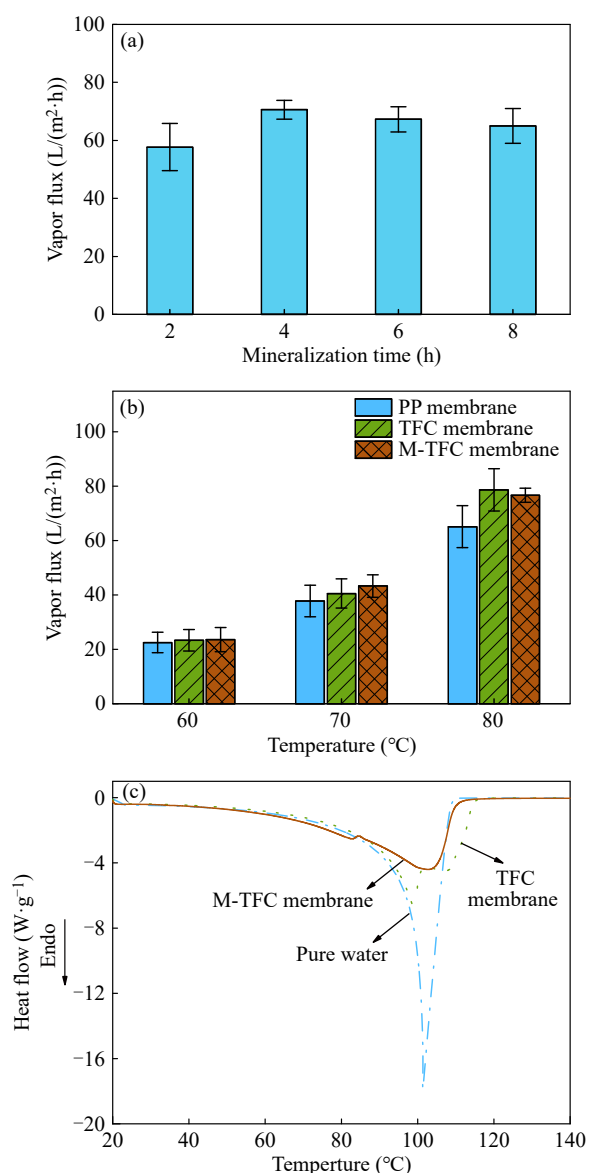 (a)
Vapor flux (L/(m²·h))
100
80
60
40
20
0
2 4 6 8
Mineralization time (h)
(b)
PP membrane
TFC membrane
M-TFC membrane
Vapor flux (L/(m²·h))
100
80
60
40
20
0
60 70 80
Temperature (℃)
(c)
Heat flow (W·g⁻¹)
Endo
0
−4
−8
−12
−16
−20
M-TFC membrane
TFC
membrane
Pure water
20 40 60 80 100 120 140
Temperture (℃)